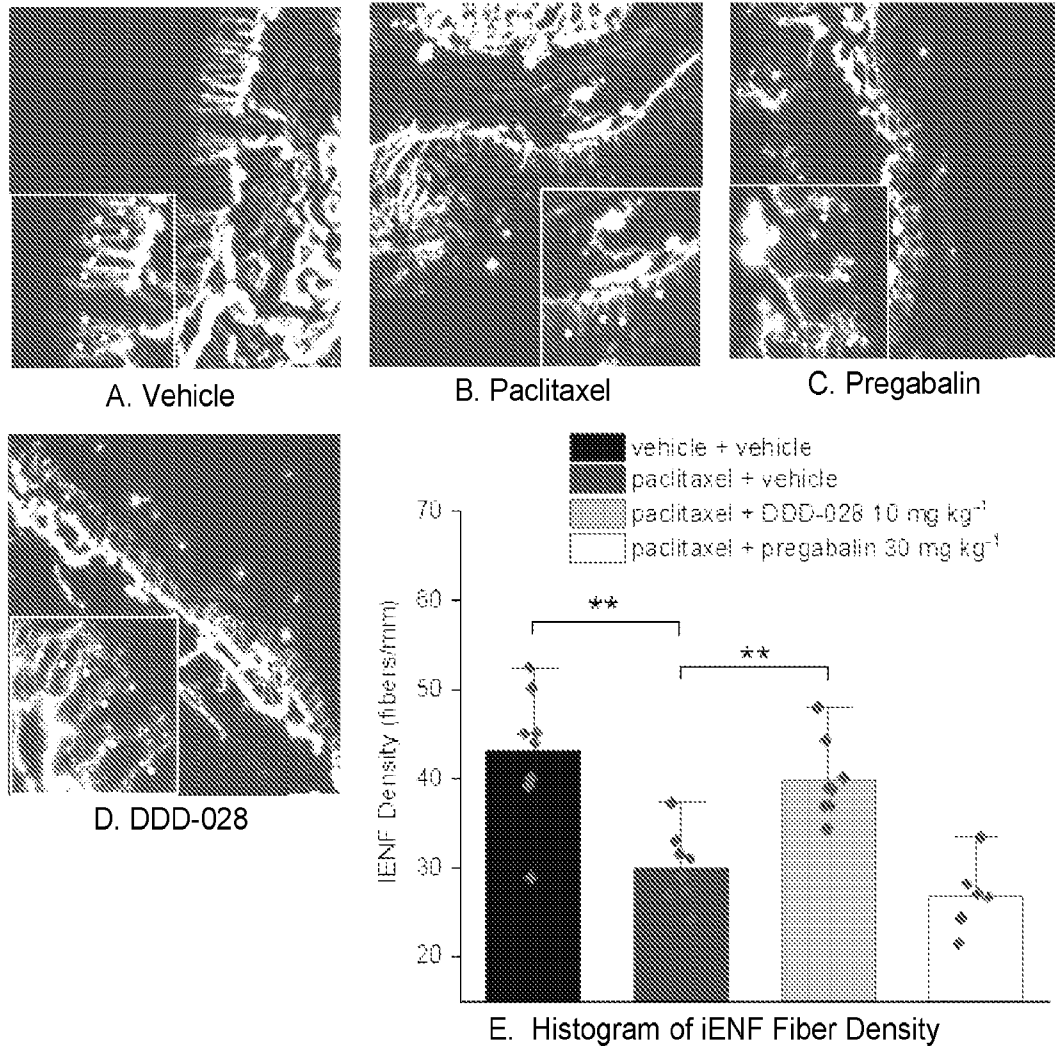 A. Vehicle
B. Paclitaxel
C. Pregabalin
D. DDD-028
vehicle + vehicle
paclitaxel + vehicle
paclitaxel + DDD-028 10 mg kg⁻¹
paclitaxel + pregabalin 30 mg kg⁻¹
IENF Density (fibers/mm)
70
60
50
40
30
20
**
**
E. Histogram of iENF Fiber Density